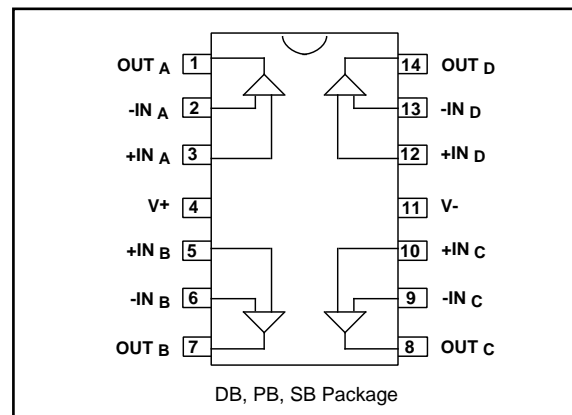 OUT A 1 14 OUT D
-IN A 2 13 -IN D
+IN A 3 12 +IN D
V+ 4 11 V-
+IN B 5 10 +IN C
-IN B 6 9 -IN C
OUT B 7 8 OUT C
DB, PB, SB Package